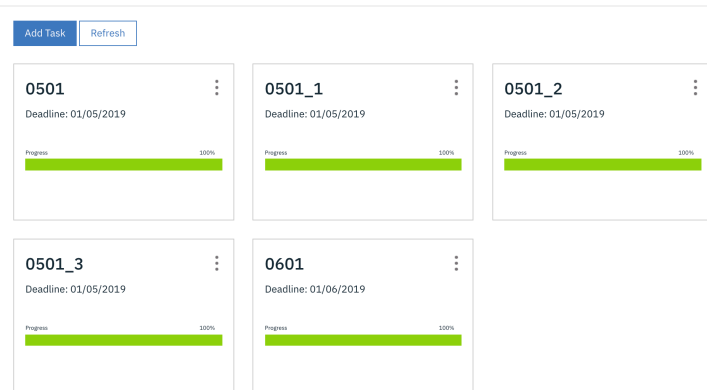 Add Task Refresh
0501
Deadline: 01/05/2019
Progress 100%
0501_1
Deadline: 01/05/2019
Progress 100%
0501_2
Deadline: 01/05/2019
Progress 100%
0501_3
Deadline: 01/05/2019
Progress 100%
0601
Deadline: 01/06/2019
Progress 100%